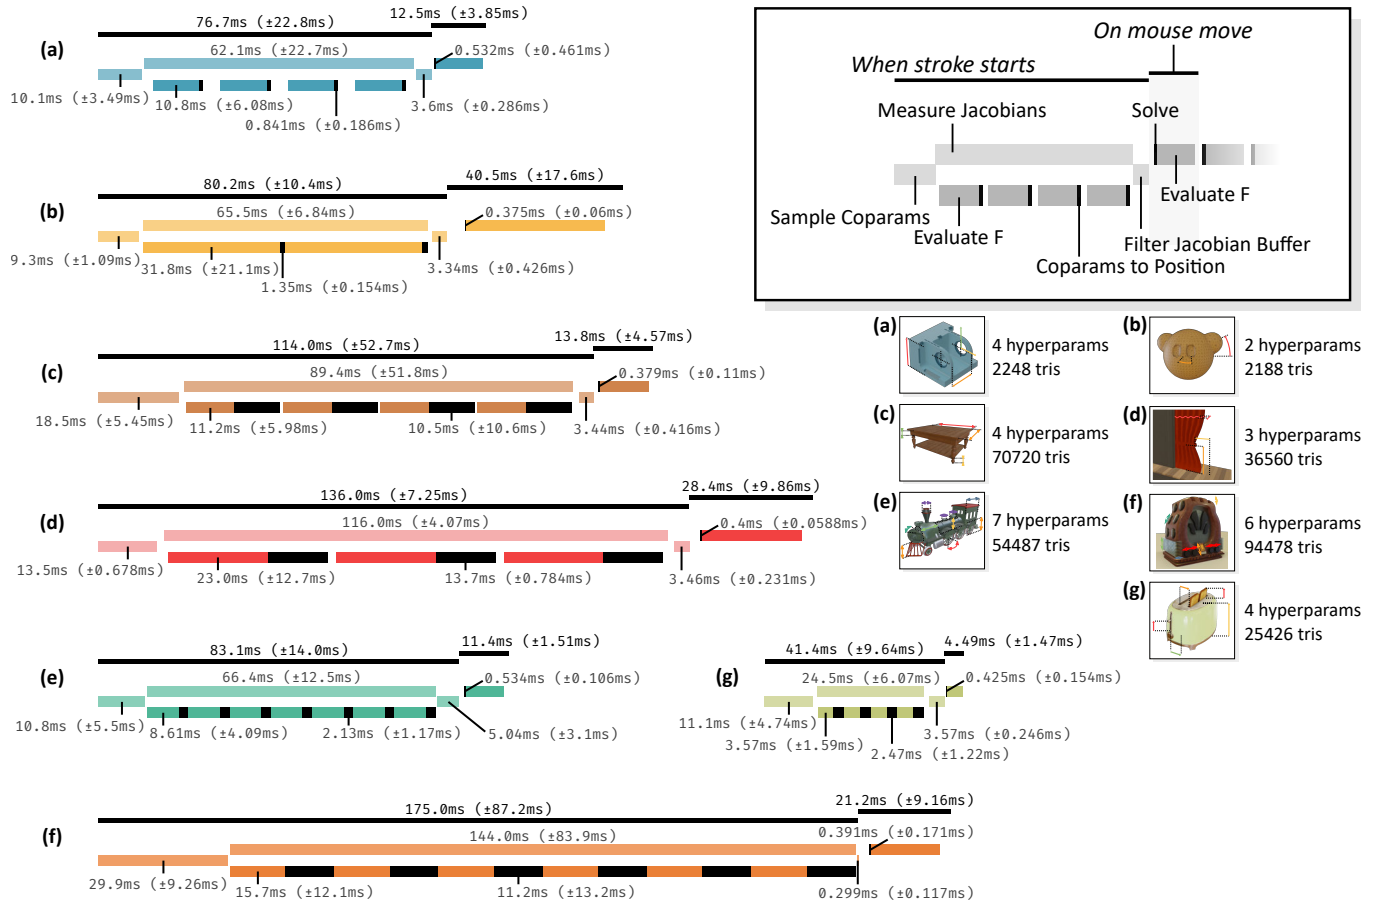 76.7ms (±22.8ms)
12.5ms (±3.85ms)
(a)
62.1ms (±22.7ms)
0.532ms (±0.461ms)
10.1ms (±3.49ms)
10.8ms (±6.08ms)
3.6ms (±0.286ms)
0.841ms (±0.186ms)
80.2ms (±10.4ms)
40.5ms (±17.6ms)
(b)
65.5ms (±6.84ms)
0.375ms (±0.06ms)
9.3ms (±1.09ms)
31.8ms (±21.1ms)
3.34ms (±0.426ms)
1.35ms (±0.154ms)
114.0ms (±52.7ms)
13.8ms (±4.57ms)
(c)
89.4ms (±51.8ms)
0.379ms (±0.11ms)
18.5ms (±5.45ms)
11.2ms (±5.98ms)
10.5ms (±10.6ms)
3.44ms (±0.416ms)
136.0ms (±7.25ms)
28.4ms (±9.86ms)
(d)
116.0ms (±4.07ms)
0.4ms (±0.0588ms)
13.5ms (±0.678ms)
23.0ms (±12.7ms)
13.7ms (±0.784ms)
3.46ms (±0.231ms)
83.1ms (±14.0ms)
11.4ms (±1.51ms)
(e)
66.4ms (±12.5ms)
0.534ms (±0.106ms)
10.8ms (±5.5ms)
8.61ms (±4.09ms)
2.13ms (±1.17ms)
5.04ms (±3.1ms)
41.4ms (±9.64ms)
4.49ms (±1.47ms)
(g)
24.5ms (±6.07ms)
0.425ms (±0.154ms)
11.1ms (±4.74ms)
3.57ms (±1.59ms)
2.47ms (±1.22ms)
3.57ms (±0.246ms)
175.0ms (±87.2ms)
21.2ms (±9.16ms)
(f)
144.0ms (±83.9ms)
0.391ms (±0.171ms)
29.9ms (±9.26ms)
15.7ms (±12.1ms)
11.2ms (±13.2ms)
0.299ms (±0.117ms)
On mouse move
When stroke starts
Measure Jacobians
Solve
Sample Coparams
Evaluate F
Evaluate F
Filter Jacobian Buffer
Coparams to Position
(a)
4 hyperparams
2248 tris
(b)
2 hyperparams
2188 tris
(c)
4 hyperparams
70720 tris
(d)
3 hyperparams
36560 tris
(e)
7 hyperparams
54487 tris
(f)
6 hyperparams
94478 tris
(g)
4 hyperparams
25426 tris